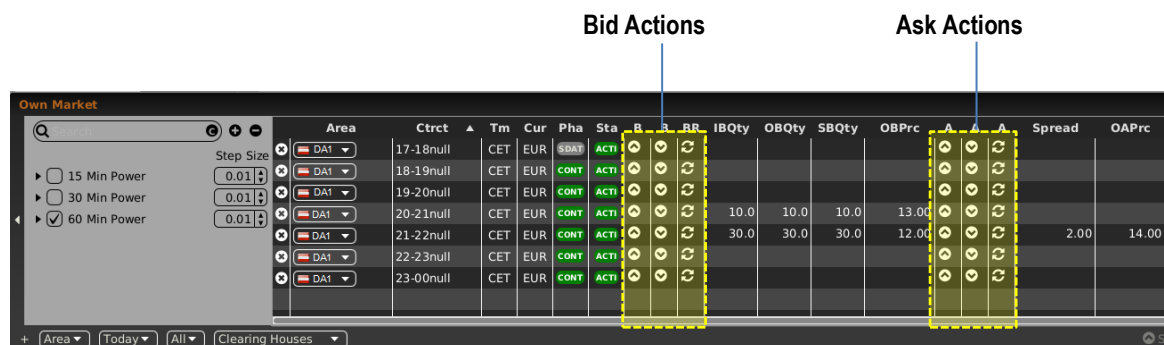 Bid Actions Ask Actions
Own Market
Search C
Area Ctrct Tm Cur Pha Sta B B BR IBQty OBQty SBQty OBPrc A A A Spread OAPrc
Step Size
15 Min Power 0.01
30 Min Power 0.01
60 Min Power 0.01
DA1 17-18null CET EUR SDAT ACTI
DA1 18-19null CET EUR CONT ACTI
DA1 19-20null CET EUR CONT ACTI
DA1 20-21null CET EUR CONT ACTI 10.0 10.0 10.0 13.00
DA1 21-22null CET EUR CONT ACTI 30.0 30.0 30.0 12.00 2.00 14.00
DA1 22-23null CET EUR CONT ACTI
DA1 23-00null CET EUR CONT ACTI
+ Area Today All Clearing Houses S